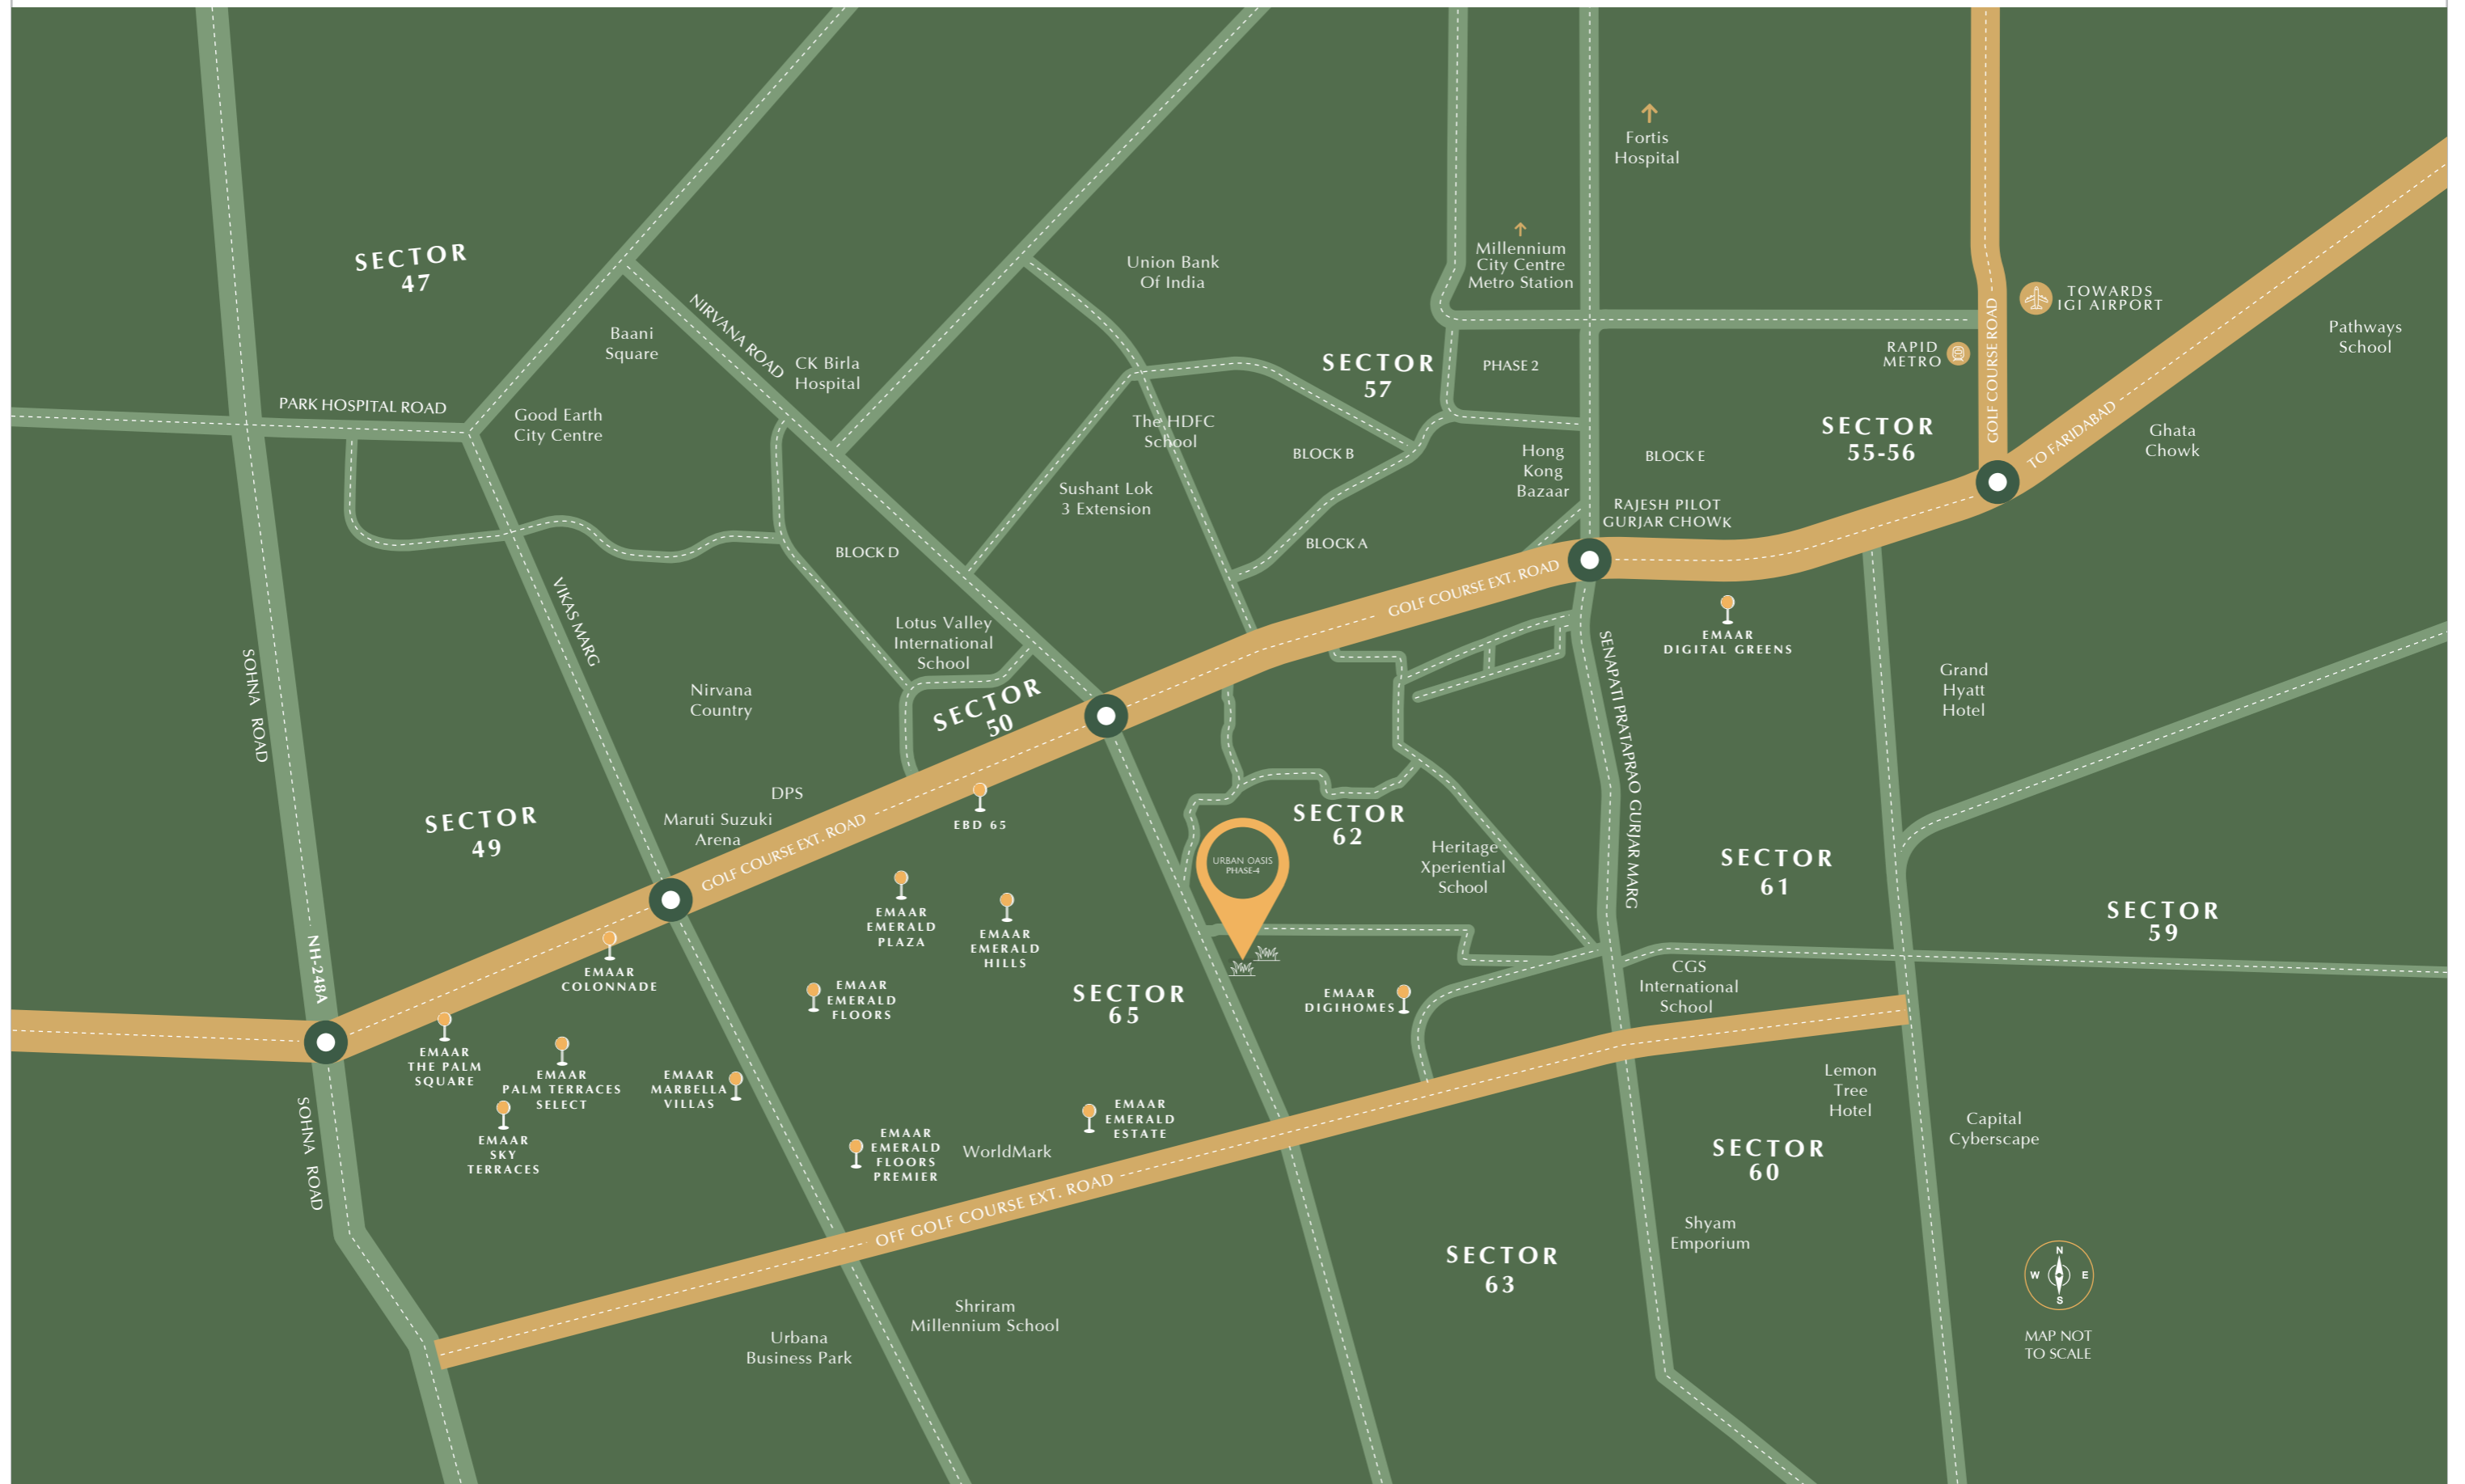 Fortis
Hospital
Millennium
City Centre
Metro Station
SECTOR
47
Union Bank
Of India
TOWARDS
IGI AIRPORT
Baani
Square
NIRVANA ROAD
CK Birla
Hospital
SECTOR
57
PHASE 2
RAPID
METRO
GOLF COURSE ROAD
Pathways
School
PARK HOSPITAL ROAD
Good Earth
City Centre
The HDFC
School
BLOCK B
Hong
Kong
Bazaar
BLOCK E
SECTOR
55-56
TO FARIDABAD
Ghata
Chowk
Sushant Lok
3 Extension
RAJESH PILOT
GURJAR CHOWK
BLOCK D
BLOCK A
GOLF COURSE EXT. ROAD
VIKAS MARG
Lotus Valley
International
School
EMAAR
DIGITAL GREENS
SOHNA ROAD
Nirvana
Country
SECTOR
50
SENAPATI PRATAPRAO GURJAR MARG
Grand
Hyatt
Hotel
DPS
EBD 65
SECTOR
49
Maruti Suzuki
Arena
GOLF COURSE EXT. ROAD
SECTOR
62
URBAN OASIS
PHASE-4
Heritage
Xperiential
School
SECTOR
61
EMAAR
EMERALD
PLAZA
EMAAR
EMERALD
HILLS
SECTOR
59
NH-248A
EMAAR
COLONNADE
EMAAR
EMERALD
FLOORS
SECTOR
65
EMAAR
DIGIHOMES
CGS
International
School
EMAAR
THE PALM
SQUARE
EMAAR
PALM TERRACES
SELECT
EMAAR
MARBELLA
VILLAS
EMAAR
SKY
TERRACES
SOHNA ROAD
EMAAR
EMERALD
FLOORS
PREMIER
WorldMark
EMAAR
EMERALD
ESTATE
Lemon
Tree
Hotel
Capital
Cyberscape
SECTOR
60
OFF GOLF COURSE EXT. ROAD
Shyam
Emporium
SECTOR
63
N
W E
S
MAP NOT
TO SCALE
Shriram
Millennium School
Urbana
Business Park